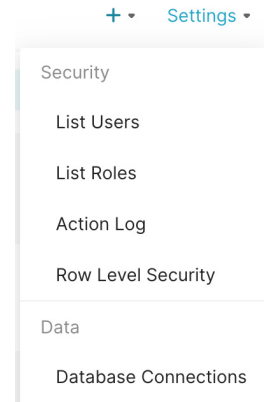 + Settings
Security
List Users
List Roles
Action Log
Row Level Security
Data
Database Connections